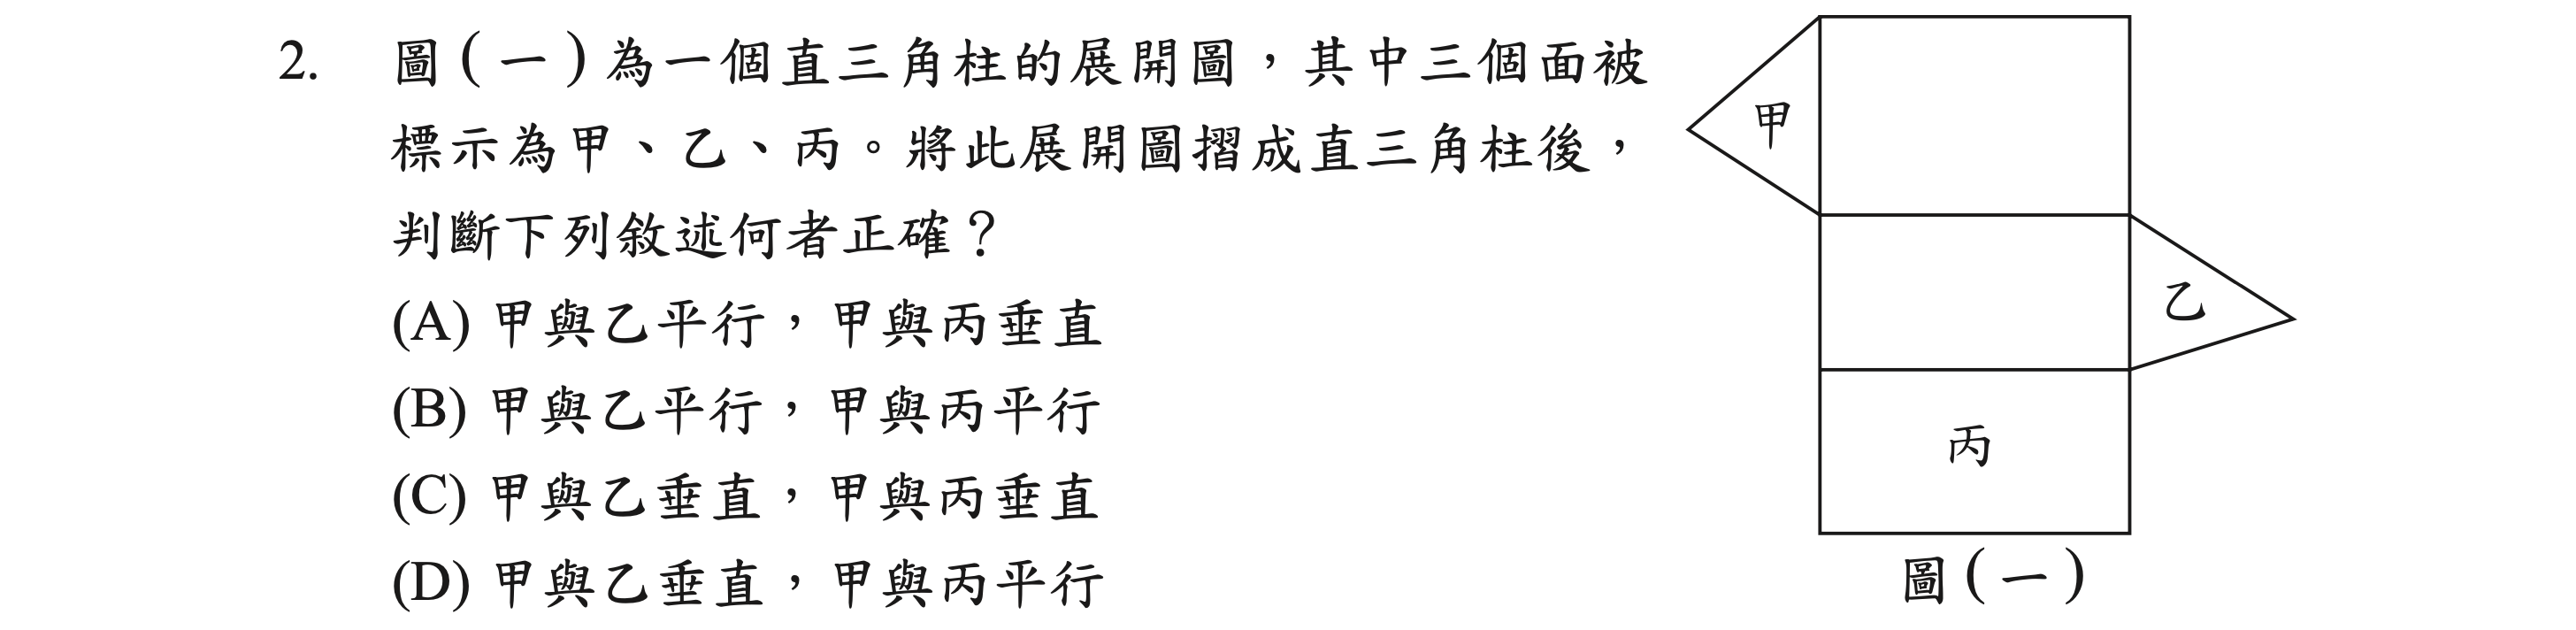 2. 圖(一)為一個直三角柱的展開圖，其中三個面被
標示為甲、乙、丙。將此展開圖摺成直三角柱後，
判斷下列敘述何者正確？
(A) 甲與乙平行，甲與丙垂直
(B) 甲與乙平行，甲與丙平行
(C) 甲與乙垂直，甲與丙垂直
(D) 甲與乙垂直，甲與丙平行
甲
乙
丙
圖(一)